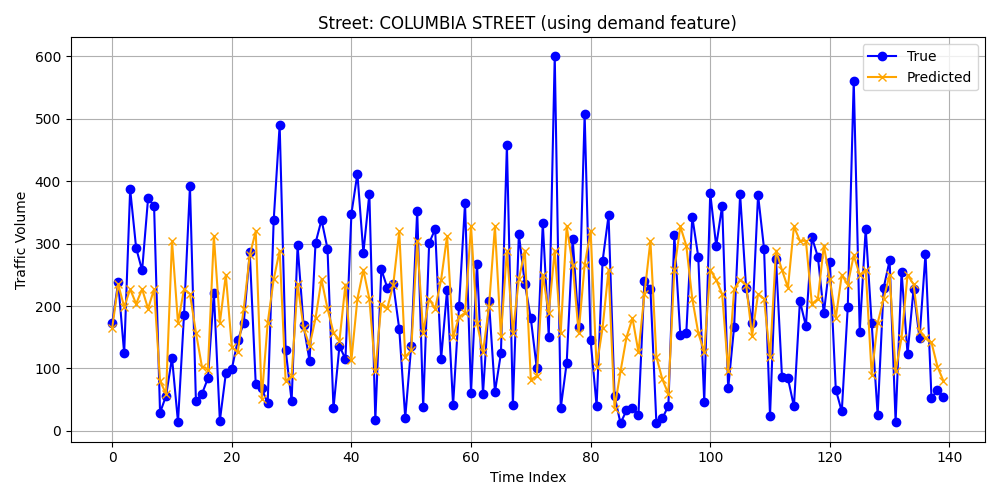 Street: COLUMBIA STREET (using demand feature)
True
Predicted
Traffic Volume
600
500
400
300
200
100
0
0 20 40 60 80 100 120 140
Time Index